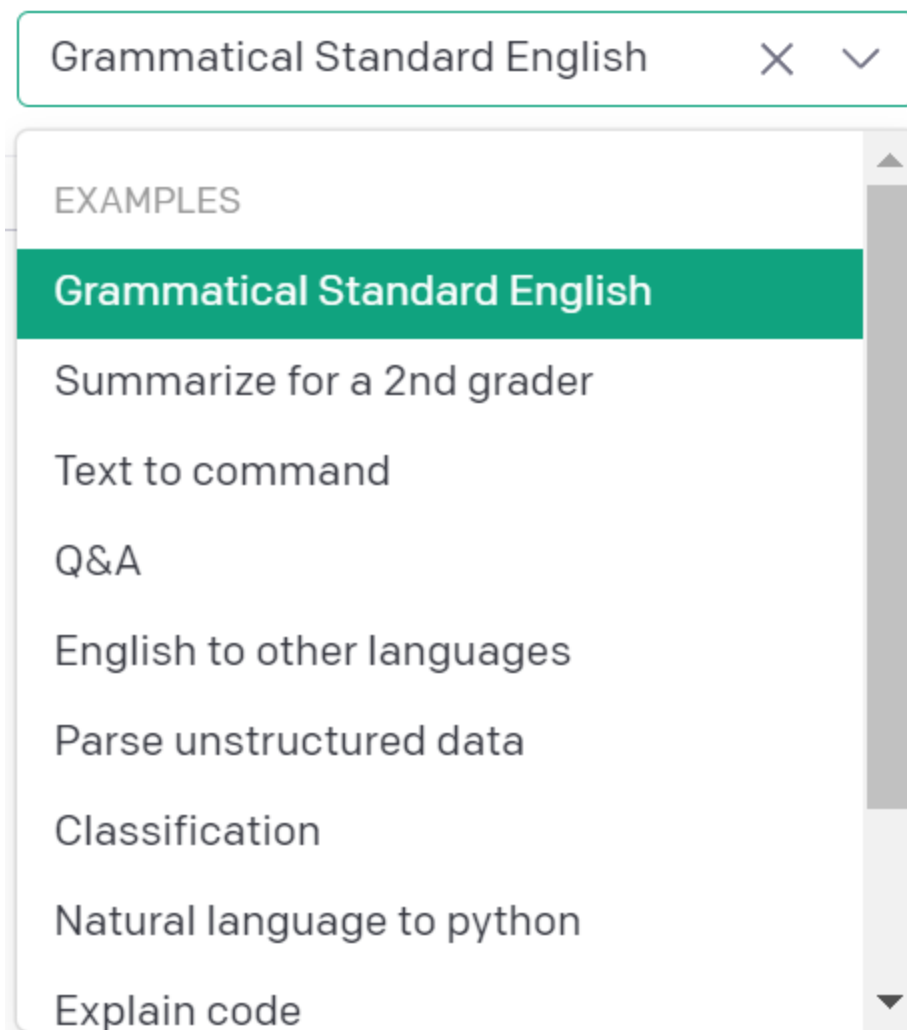 Grammatical Standard English
EXAMPLES
Grammatical Standard English
Summarize for a 2nd grader
Text to command
Q&A
English to other languages
Parse unstructured data
Classification
Natural language to python
Explain code